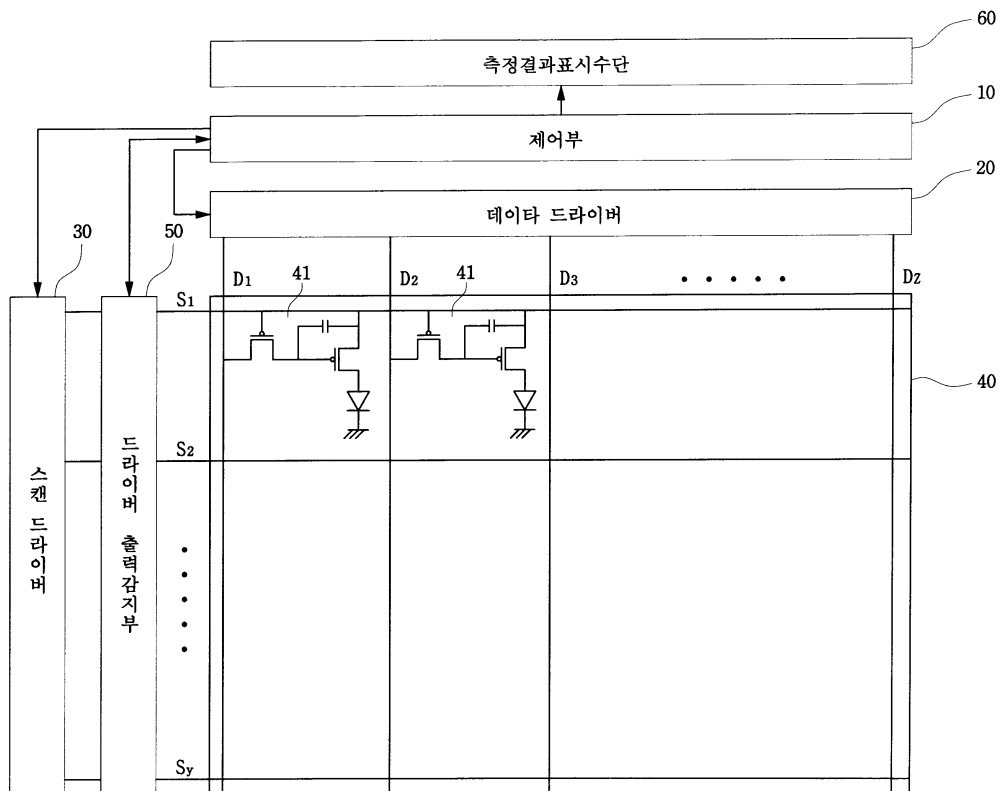 60
측정결과표시수단
10
제어부
20
데이타 드라이버
30
50
D1
41
D2
41
D3
Dz
S1
40
S2
스캔 드라이버
드라이버 출력감지부
Sy